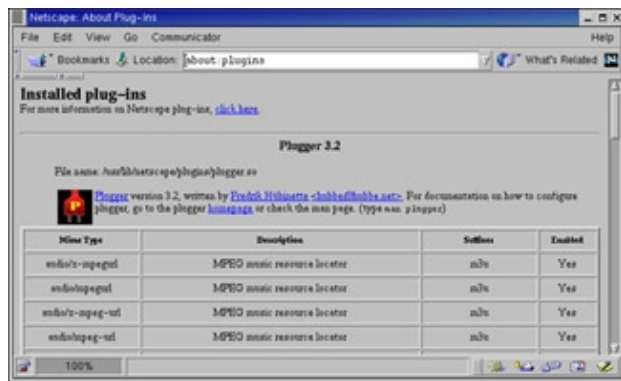 Netscape: About Plug-ins
File Edit View Go Communicator Help
Bookmarks Location: about:plugins What's Related
Installed plug-ins
For more information on Netscape plug-ins, click here.
Plugger 3.2
File name: /usr/lib/netscape/plugins/plugger.so
Plugger version 3.2, written by Fredrik Hübinette <hubbe@hubbe.net>. For documentation on how to configure
plugger, go to the plugger homepage or check the man page. (type man plugger)
Mime Type Description Suffixes Enabled
audio/x-mpegurl MPEG music resource locator m3u Yes
audio/mpegurl MPEG music resource locator m3u Yes
audio/x-mpeg-url MPEG music resource locator m3u Yes
audio/mpeg-url MPEG music resource locator m3u Yes
100%